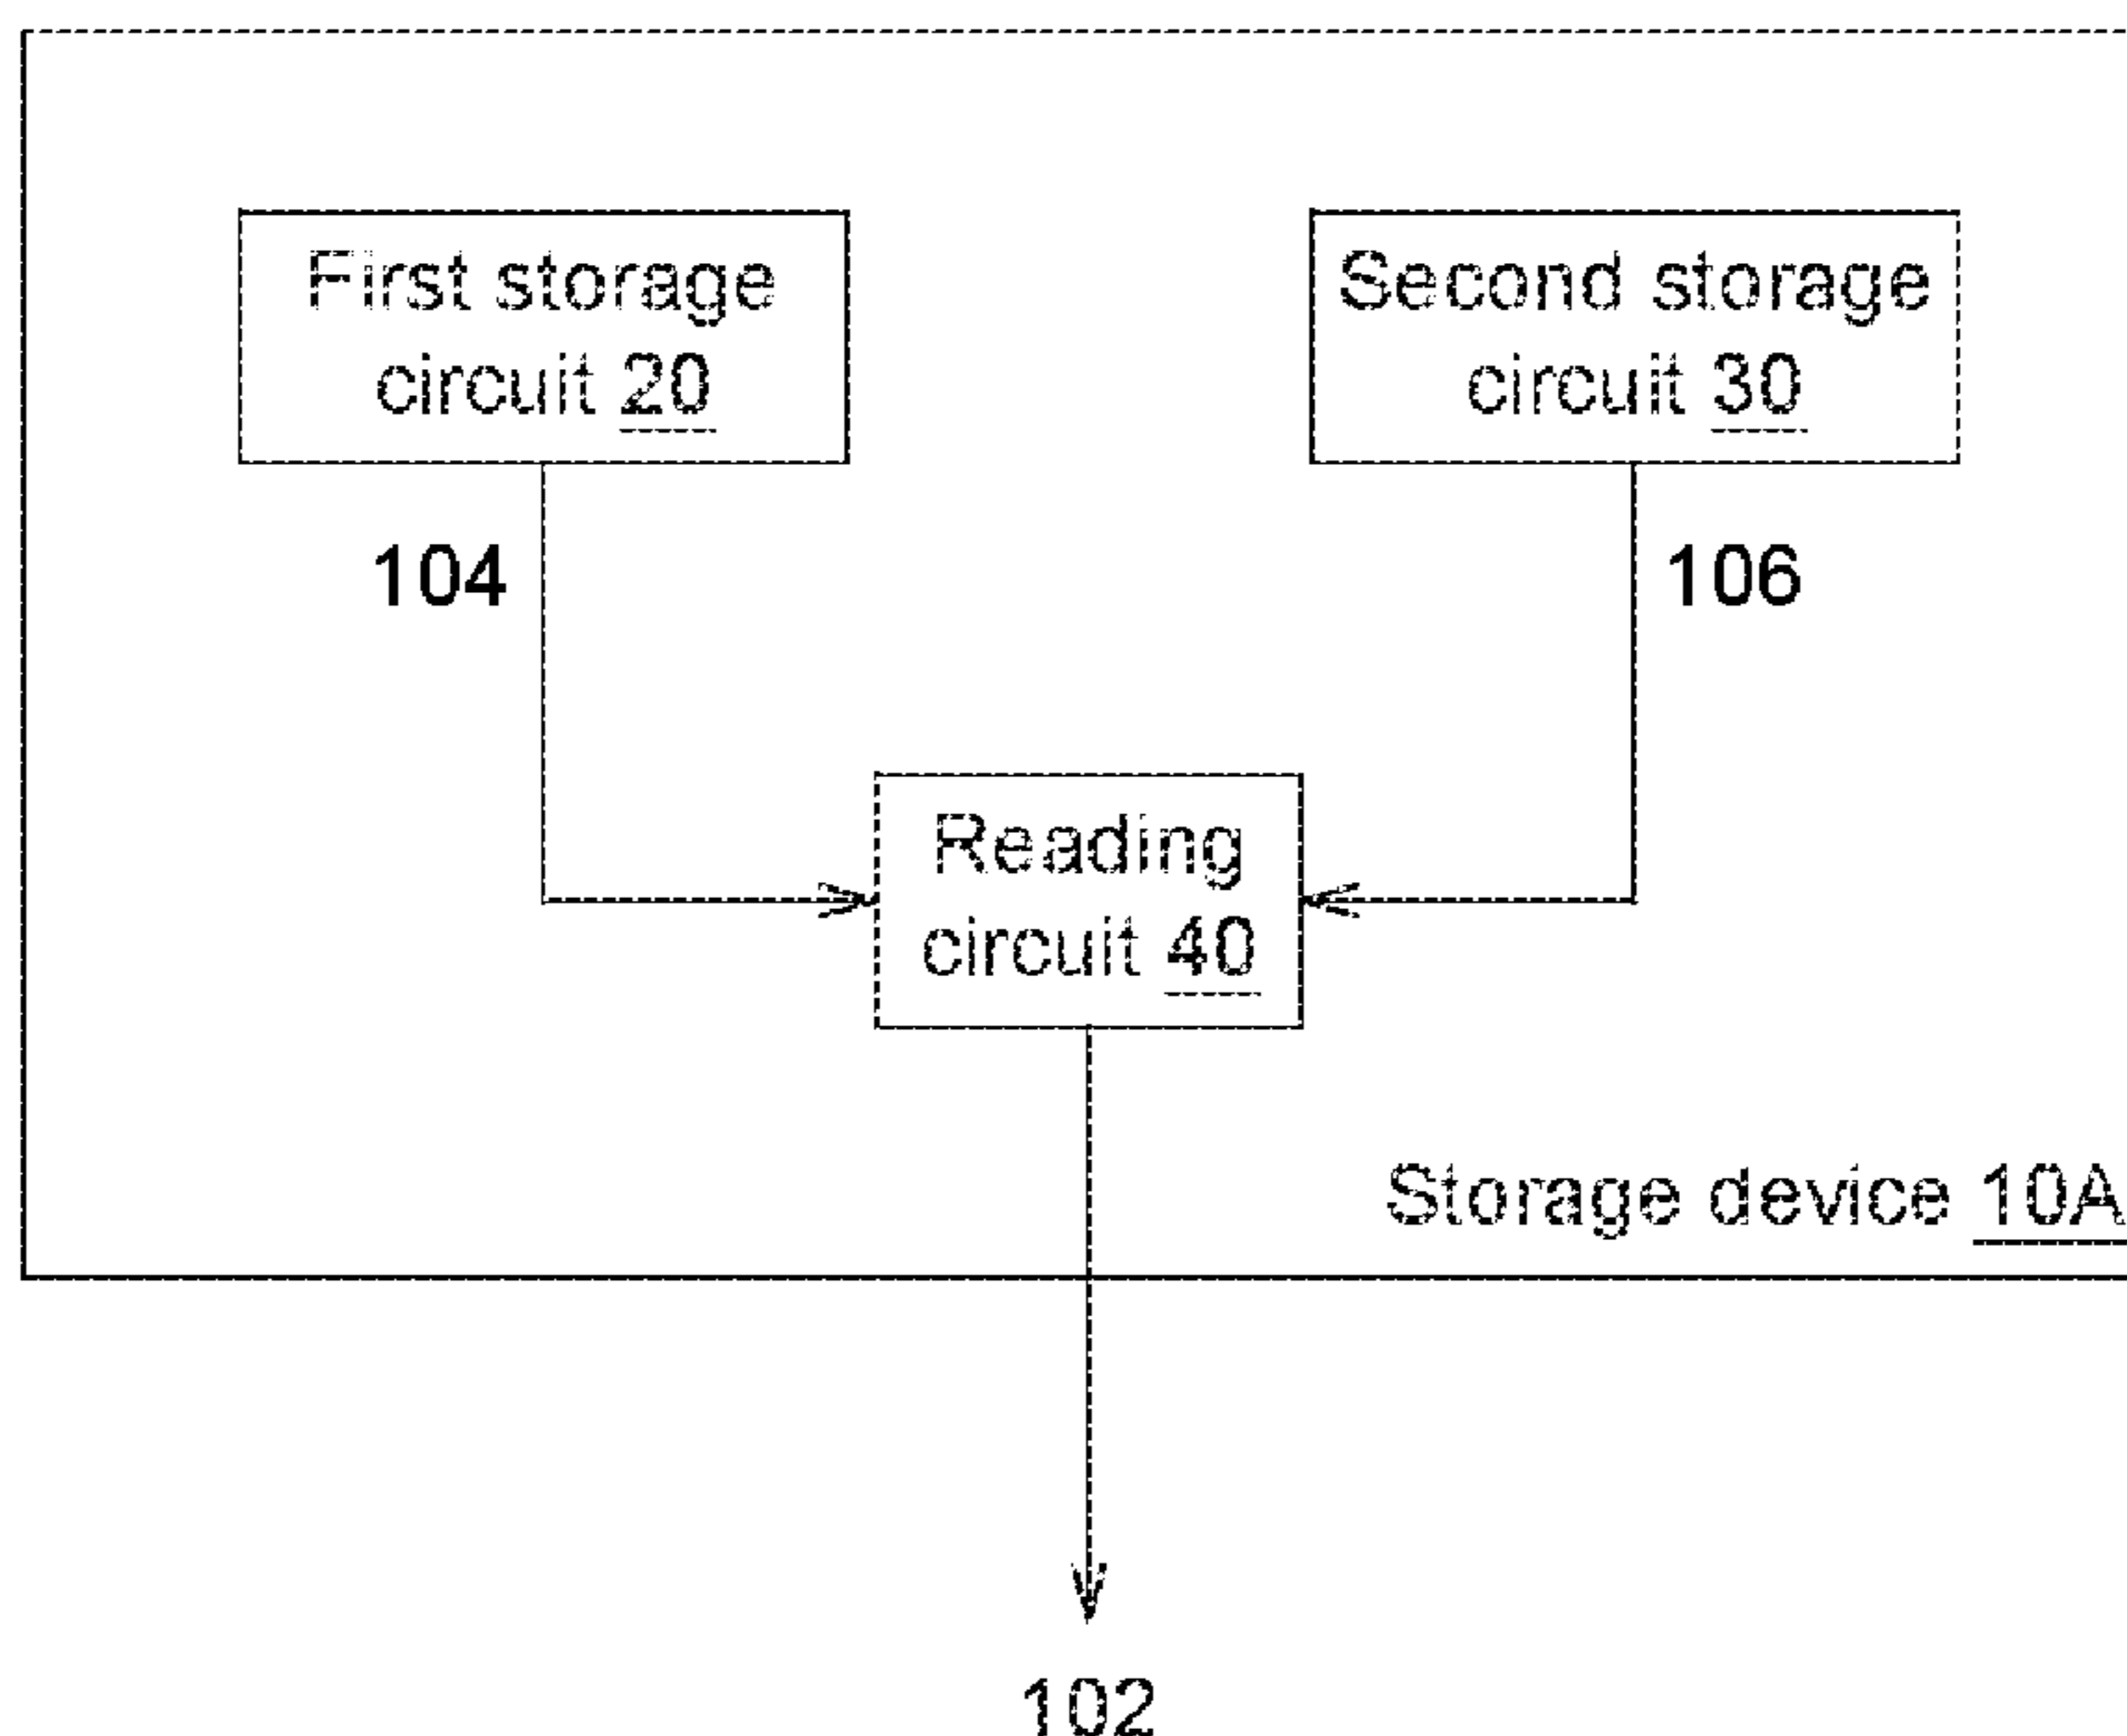 First storage
circuit 20
Second storage
circuit 30
104
106
Reading
circuit 40
Storage device 10A
102